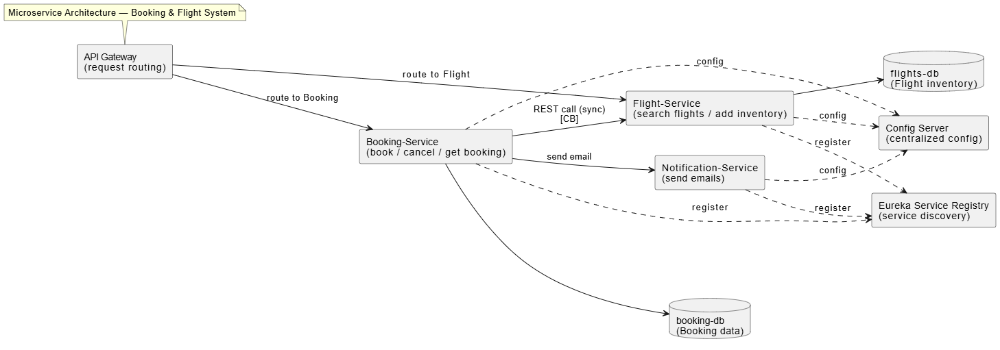 Microservice Architecture — Booking & Flight System
API Gateway
(request routing)
route to Flight
route to Booking
config
flights-db
(Flight inventory)
Flight-Service
(search flights / add inventory)
REST call (sync)
[CB]
config
Config Server
(centralized config)
Booking-Service
(book / cancel / get booking)
register
send email
Notification-Service
(send emails)
config
register
register
Eureka Service Registry
(service discovery)
booking-db
(Booking data)